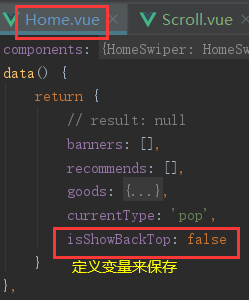 Home.vue × Scroll.vue
components: {HomeSwiper: HomeSw
data() {
return {
// result: null
banners: [],
recommends: [],
goods: {...},
currentType: 'pop',
isShowBackTop: false
}
定义变量来保存
},